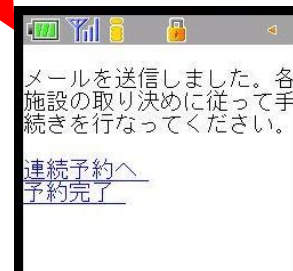 メールを送信しました。各
施設の取り決めに従って手
続きを行なってください。
連続予約へ
予約完了